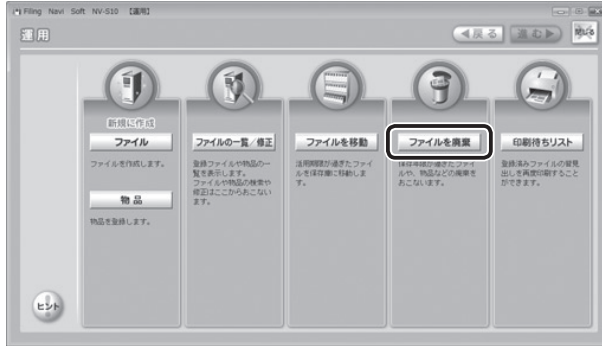 Filing Navi Soft NV-510 【運用】
運用
戻る
進む
閉じる
新規に作成
ファイル
ファイルを作成します。
物品
物品を登録します。
ファイルの一覧/修正
登録ファイルや物品の一
覧を表示します。
ファイルや物品の検索や
修正はここからおこない
ます。
ファイルを移動
活用期限が過ぎたファイ
ルを保存庫に移動しま
す。
ファイルを廃棄
保存年限が過ぎたファイ
ルや、物品などの廃棄を
おこないます。
印刷待ちリスト
登録済みファイルの背見
出しを再度印刷すること
ができます。
ヒント